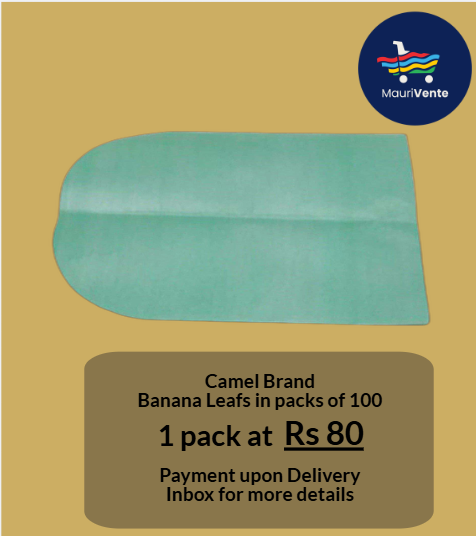 MauriVente
Camel Brand
Banana Leafs in packs of 100
1 pack at Rs 80
Payment upon Delivery
Inbox for more details